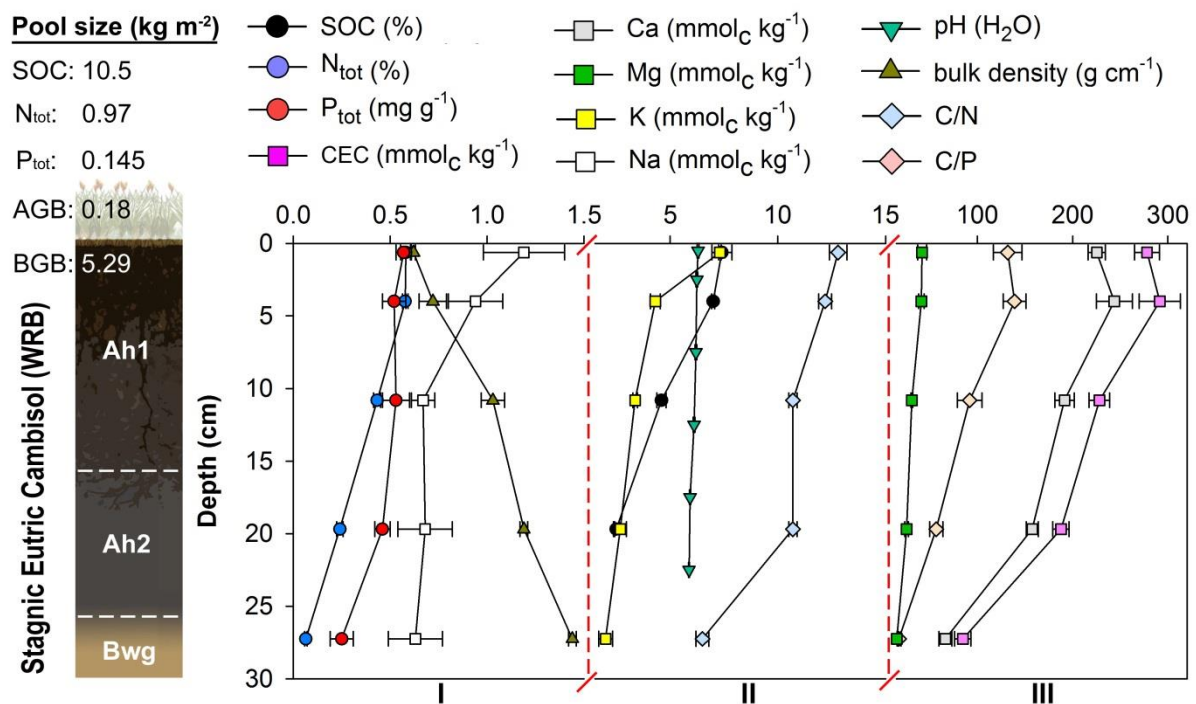 Pool size (kg m⁻²)
SOC: 10.5
Ntot: 0.97
Ptot: 0.145
AGB: 0.18
BGB: 5.29
SOC (%)
Ntot (%)
Ptot (mg g⁻¹)
CEC (mmolc kg⁻¹)
Ca (mmolc kg⁻¹)
Mg (mmolc kg⁻¹)
K (mmolc kg⁻¹)
Na (mmolc kg⁻¹)
pH (H₂O)
bulk density (g cm⁻¹)
C/N
C/P
Stagnic Eutric Cambisol (WRB)
Ah1
Ah2
Bwg
Depth (cm)
0.0 0.5 1.0 1.5 5 10 15 100 200 300
0
5
10
15
20
25
30
I II III